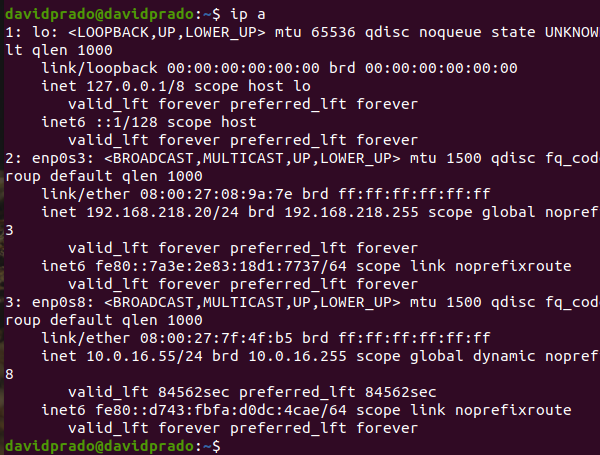 davidprado@davidprado:~$ ip a
1: lo: <LOOPBACK,UP,LOWER_UP> mtu 65536 qdisc noqueue state UNKNOW
lt qlen 1000
    link/loopback 00:00:00:00:00:00 brd 00:00:00:00:00:00
    inet 127.0.0.1/8 scope host lo
       valid_lft forever preferred_lft forever
    inet6 ::1/128 scope host
       valid_lft forever preferred_lft forever
2: enp0s3: <BROADCAST,MULTICAST,UP,LOWER_UP> mtu 1500 qdisc fq_cod
roup default qlen 1000
    link/ether 08:00:27:08:9a:7e brd ff:ff:ff:ff:ff:ff
    inet 192.168.218.20/24 brd 192.168.218.255 scope global nopref
3
       valid_lft forever preferred_lft forever
    inet6 fe80::7a3e:2e83:18d1:7737/64 scope link noprefixroute
       valid_lft forever preferred_lft forever
3: enp0s8: <BROADCAST,MULTICAST,UP,LOWER_UP> mtu 1500 qdisc fq_cod
roup default qlen 1000
    link/ether 08:00:27:7f:4f:b5 brd ff:ff:ff:ff:ff:ff
    inet 10.0.16.55/24 brd 10.0.16.255 scope global dynamic nopref
8
       valid_lft 84562sec preferred_lft 84562sec
    inet6 fe80::d743:fbfa:d0dc:4cae/64 scope link noprefixroute
       valid_lft forever preferred_lft forever
davidprado@davidprado:~$